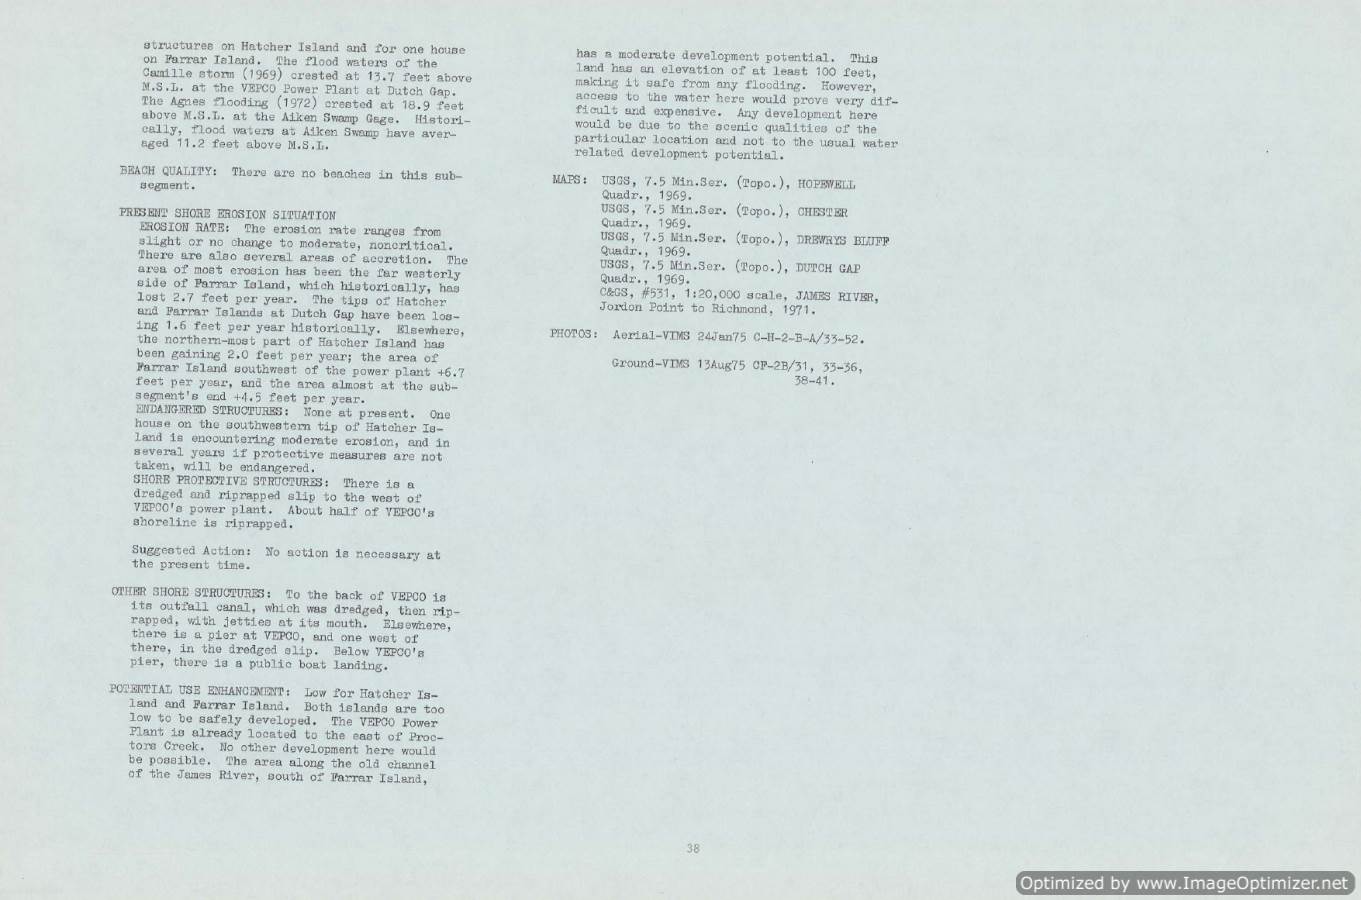 structures on Hatcher Island and for one house
on Farrar Island. The flood waters of the
Camille storm (1969) crested at 13.7 feet above
M.S.L. at the VEPCO Power Plant at Dutch Gap.
The Agnes flooding (1972) crested at 18.9 feet
above M.S.L. at the Aiken Swamp Gage. Histori-
cally, flood waters at Aiken Swamp have aver-
aged 11.2 feet above M.S.L.
BEACH QUALITY: There are no beaches in this sub-
segment.
PRESENT SHORE EROSION SITUATION
EROSION RATE: The erosion rate ranges from
slight or no change to moderate, noncritical.
There are also several areas of accretion. The
area of most erosion has been the far westerly
side of Farrar Island, which historically, has
lost 2.7 feet per year. The tips of Hatcher
and Farrar Islands at Dutch Gap have been los-
ing 1.6 feet per year historically. Elsewhere,
the northern-most part of Hatcher Island has
been gaining 2.0 feet per year; the area of
Farrar Island southwest of the power plant +6.7
feet per year, and the area almost at the sub-
segment's end +4.5 feet per year.
ENDANGERED STRUCTURES: None at present. One
house on the southwestern tip of Hatcher Is-
land is encountering moderate erosion, and in
several years if protective measures are not
taken, will be endangered.
SHORE PROTECTIVE STRUCTURES: There is a
dredged and riprapped slip to the west of
VEPCO's power plant. About half of VEPCO's
shoreline is riprapped.
Suggested Action: No action is necessary at
the present time.
OTHER SHORE STRUCTURES: To the back of VEPCO is
its outfall canal, which was dredged, then rip-
rapped, with jetties at its mouth. Elsewhere,
there is a pier at VEPCO, and one west of
there, in the dredged slip. Below VEPCO's
pier, there is a public boat landing.
POTENTIAL USE ENHANCEMENT: Low for Hatcher Is-
land and Farrar Island. Both islands are too
low to be safely developed. The VEPCO Power
Plant is already located to the east of Proc-
tors Creek. No other development here would
be possible. The area along the old channel
of the James River, south of Farrar Island,
has a moderate development potential. This
land has an elevation of at least 100 feet,
making it safe from any flooding. However,
access to the water here would prove very dif-
ficult and expensive. Any development here
would be due to the scenic qualities of the
particular location and not to the usual water
related development potential.
MAPS: USGS, 7.5 Min.Ser. (Topo.), HOPEWELL
Quadr., 1969.
USGS, 7.5 Min.Ser. (Topo.), CHESTER
Quadr., 1969.
USGS, 7.5 Min.Ser. (Topo.), DREWRYS BLUFF
Quadr., 1969.
USGS, 7.5 Min.Ser. (Topo.), DUTCH GAP
Quadr., 1969.
C&GS, #531, 1:20,000 scale, JAMES RIVER,
Jordon Point to Richmond, 1971.
PHOTOS: Aerial-VIMS 24Jan75 C-H-2-B-A/33-52.
Ground-VIMS 13Aug75 CF-2B/31, 33-36,
38-41.
38
Optimized by www.ImageOptimizer.net